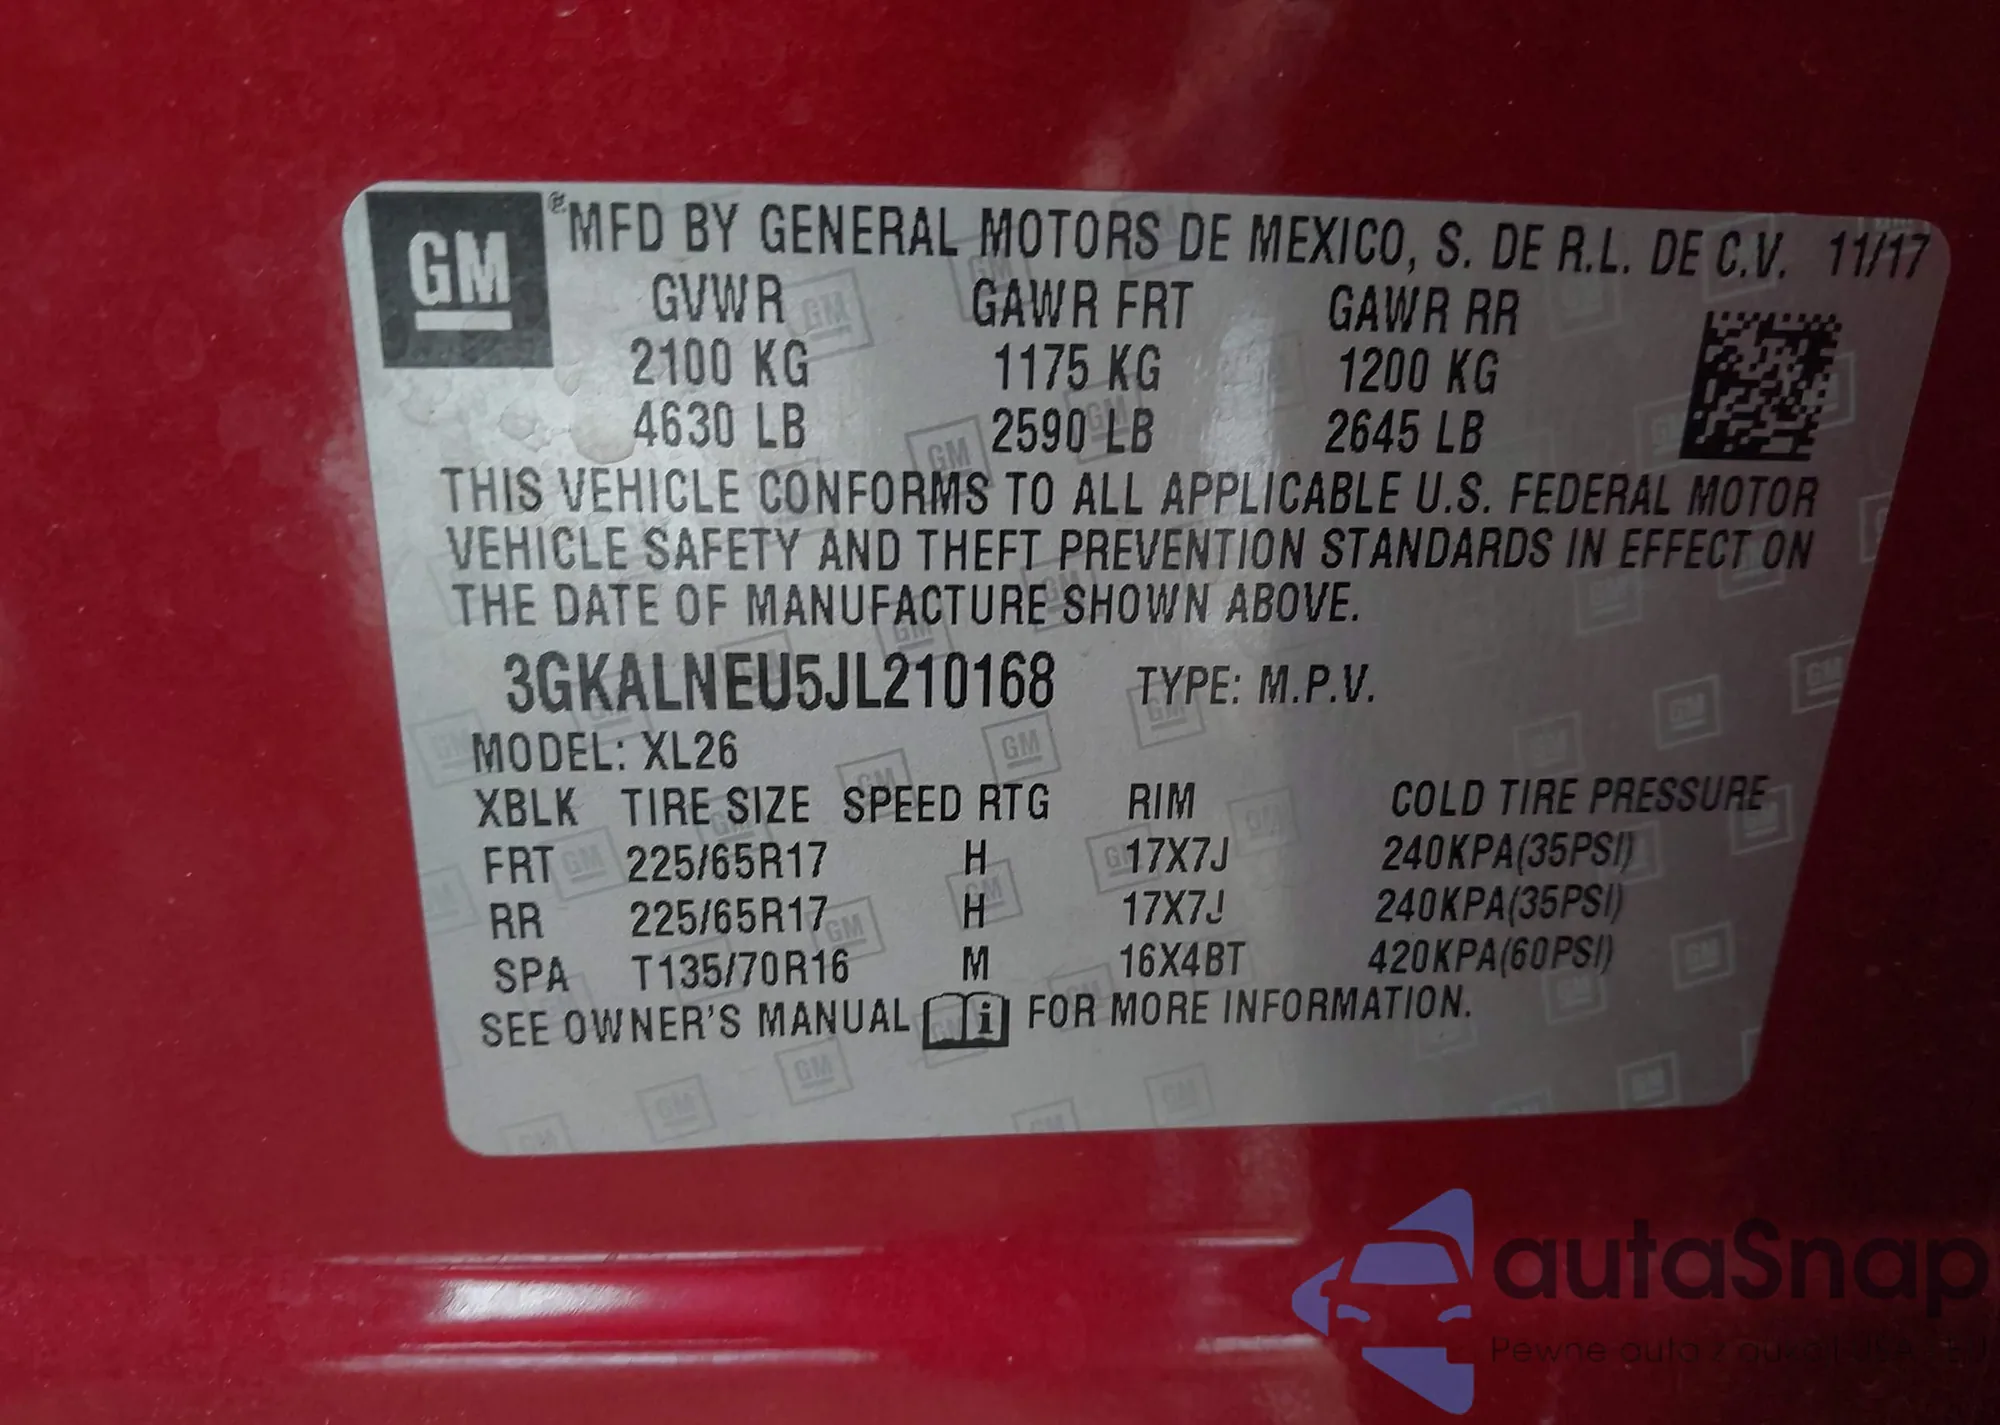 GM ® MFD BY GENERAL MOTORS DE MEXICO, S. DE R.L. DE C.V. 11/17
GVWR GAWR FRT GAWR RR
2100 KG 1175 KG 1200 KG
4630 LB 2590 LB 2645 LB
THIS VEHICLE CONFORMS TO ALL APPLICABLE U.S. FEDERAL MOTOR
VEHICLE SAFETY AND THEFT PREVENTION STANDARDS IN EFFECT ON
THE DATE OF MANUFACTURE SHOWN ABOVE.
3GKALNEU5JL210168 TYPE: M.P.V.
MODEL: XL26
XBLK TIRE SIZE SPEED RTG RIM COLD TIRE PRESSURE
FRT 225/65R17 H 17X7J 240KPA(35PSI)
RR 225/65R17 H 17X7J 240KPA(35PSI)
SPA T135/70R16 M 16X4BT 420KPA(60PSI)
SEE OWNER'S MANUAL i FOR MORE INFORMATION.
autaSnap
Pewne auto z